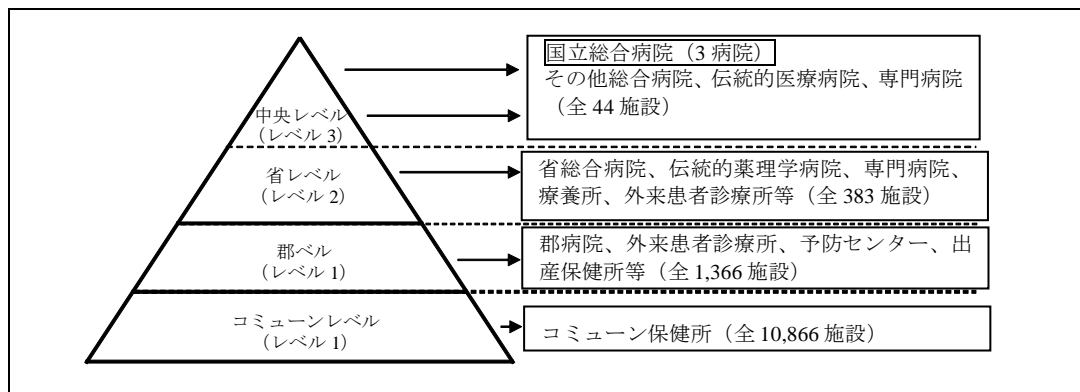 国立総合病院（3 病院）
その他総合病院、伝統的医療病院、専門病院
（全 44 施設）
中央レベル
（レベル 3）
省総合病院、伝統的薬理学病院、専門病院、
療養所、外来患者診療所等（全 383 施設）
省レベル
（レベル 2）
郡病院、外来患者診療所、予防センター、出
産保健所等（全 1,366 施設）
郡ベル
（レベル 1）
コミューンレベル
（レベル 1）
コミューン保健所（全 10,866 施設）